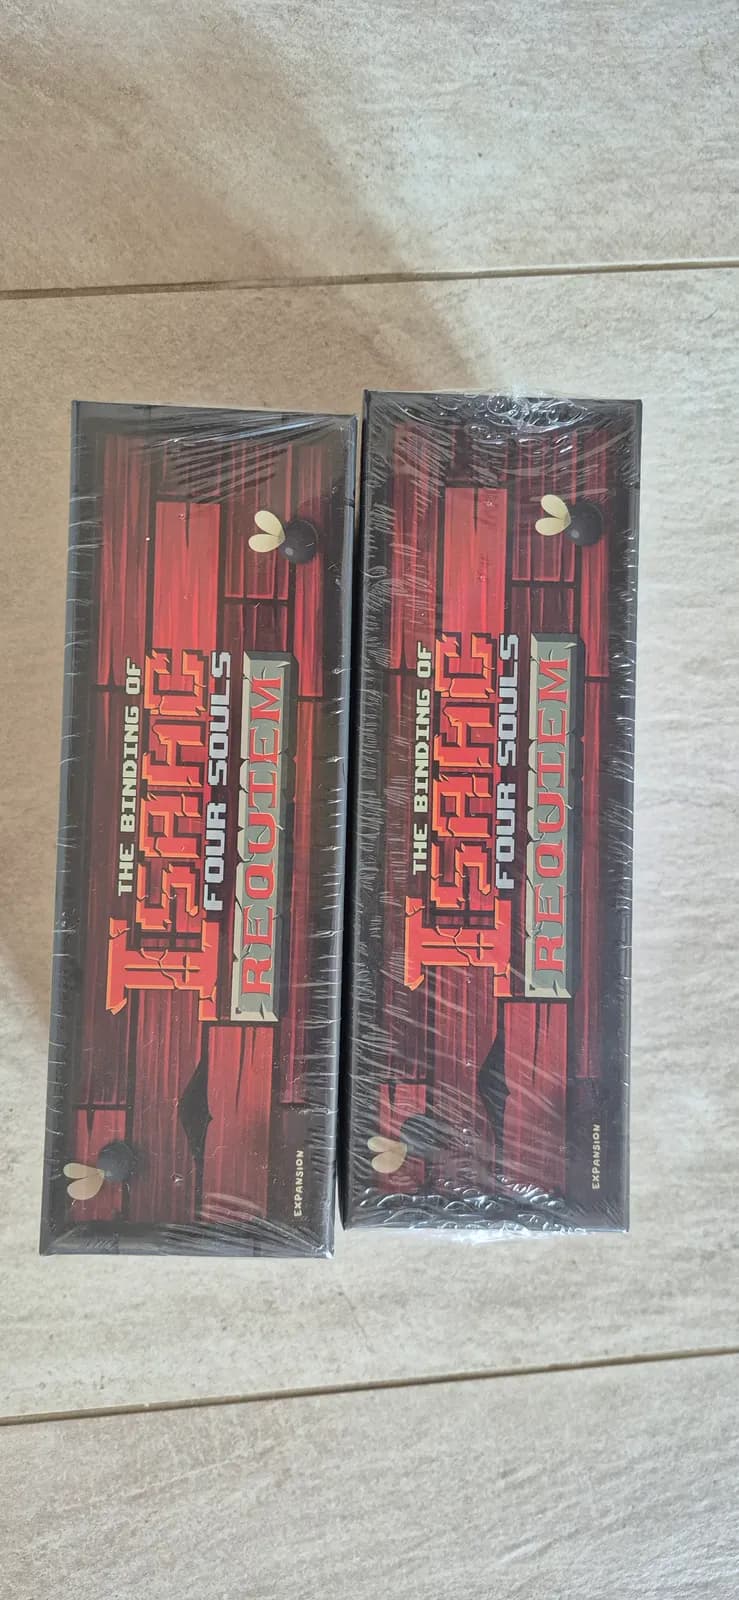 THE BINDING OF
ISAAC
FOUR SOULS
REQUIEM
EXPANSION
THE BINDING OF
ISAAC
FOUR SOULS
REQUIEM
EXPANSION